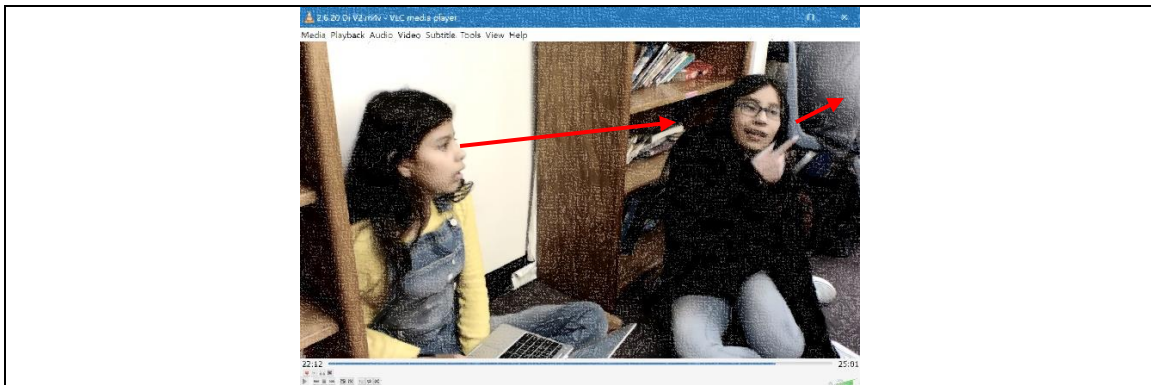 2.6.20 Di V2.m4v - VLC media player
Media Playback Audio Video Subtitle Tools View Help
22:12
25:01